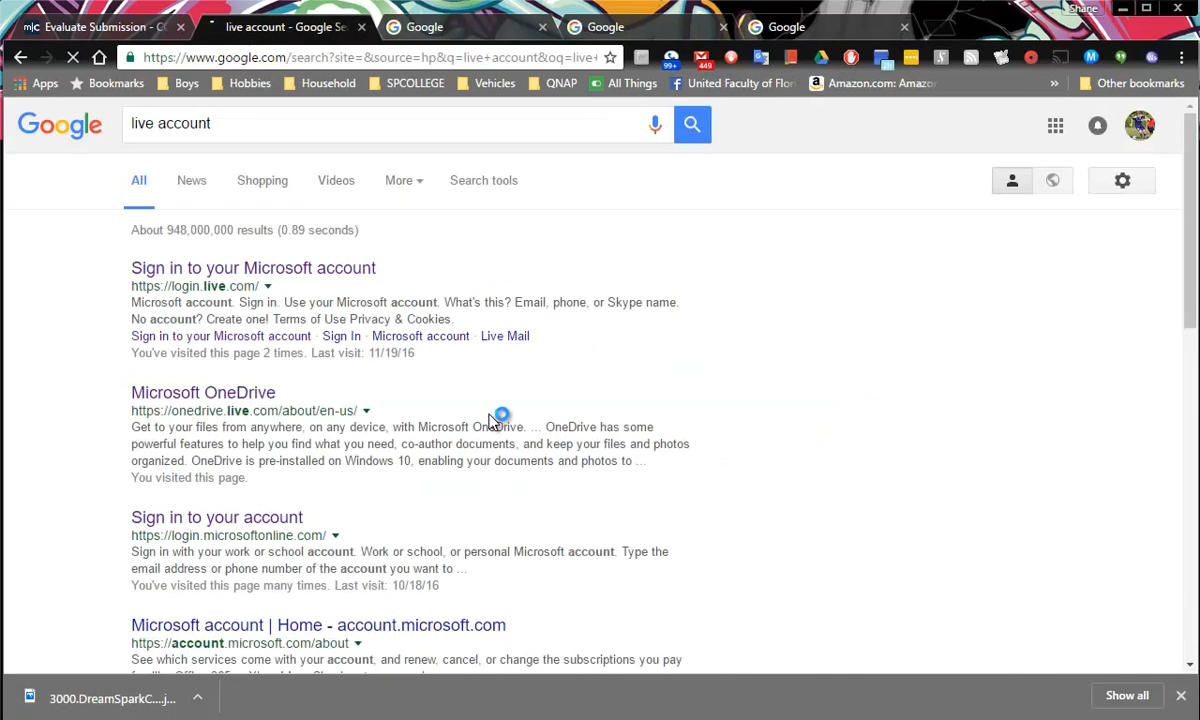 Shane
Evaluate Submission - C
live account - Google Se
Google
Google
Google
https://www.google.com/search?site=&source=hp&q=live+account&oq=live+
99+
449
Apps
Bookmarks
Boys
Hobbies
Household
SPCOLLEGE
Vehicles
QNAP
All Things
United Faculty of Flori
Amazon.com: Amazo
»
Other bookmarks
Google
live account
All
News
Shopping
Videos
More
Search tools
About 948,000,000 results (0.89 seconds)
Sign in to your Microsoft account
https://login.live.com/
Microsoft account. Sign in. Use your Microsoft account. What's this? Email, phone, or Skype name.
No account? Create one! Terms of Use Privacy & Cookies.
Sign in to your Microsoft account · Sign In · Microsoft account · Live Mail
You've visited this page 2 times. Last visit: 11/19/16
Microsoft OneDrive
https://onedrive.live.com/about/en-us/
Get to your files from anywhere, on any device, with Microsoft OneDrive. ... OneDrive has some
powerful features to help you find what you need, co-author documents, and keep your files and photos
organized. OneDrive is pre-installed on Windows 10, enabling your documents and photos to ...
You visited this page.
Sign in to your account
https://login.microsoftonline.com/
Sign in with your work or school account. Work or school, or personal Microsoft account. Type the
email address or phone number of the account you want to ...
You've visited this page many times. Last visit: 10/18/16
Microsoft account | Home - account.microsoft.com
https://account.microsoft.com/about
See which services come with your account, and renew, cancel, or change the subscriptions you pay
3000.DreamSparkC....j...
Show all